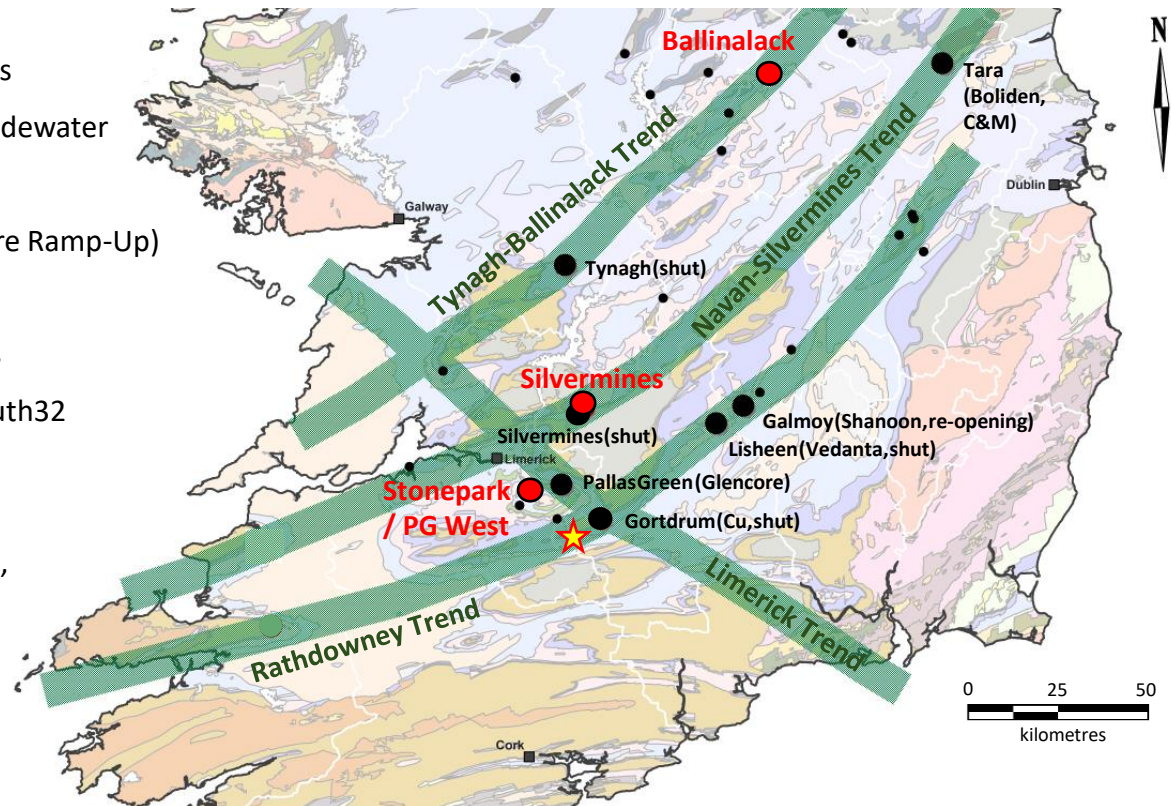 s
dewater
re Ramp-Up)
uth32
,
Ballinalack
N
Tara
(Boliden,
C&M)
Dublin
Galway
Tynagh-Ballinalack Trend
Navan-Silvermines Trend
Tynagh(shut)
Silvermines
Silvermines(shut)
Galmoy(Shanoon,re-opening)
Lisheen(Vedanta,shut)
Limerick
PallasGreen(Glencore)
Stonepark
/ PG West
Gortdrum(Cu,shut)
Limerick Trend
Rathdowney Trend
0 25 50
kilometres
Cork